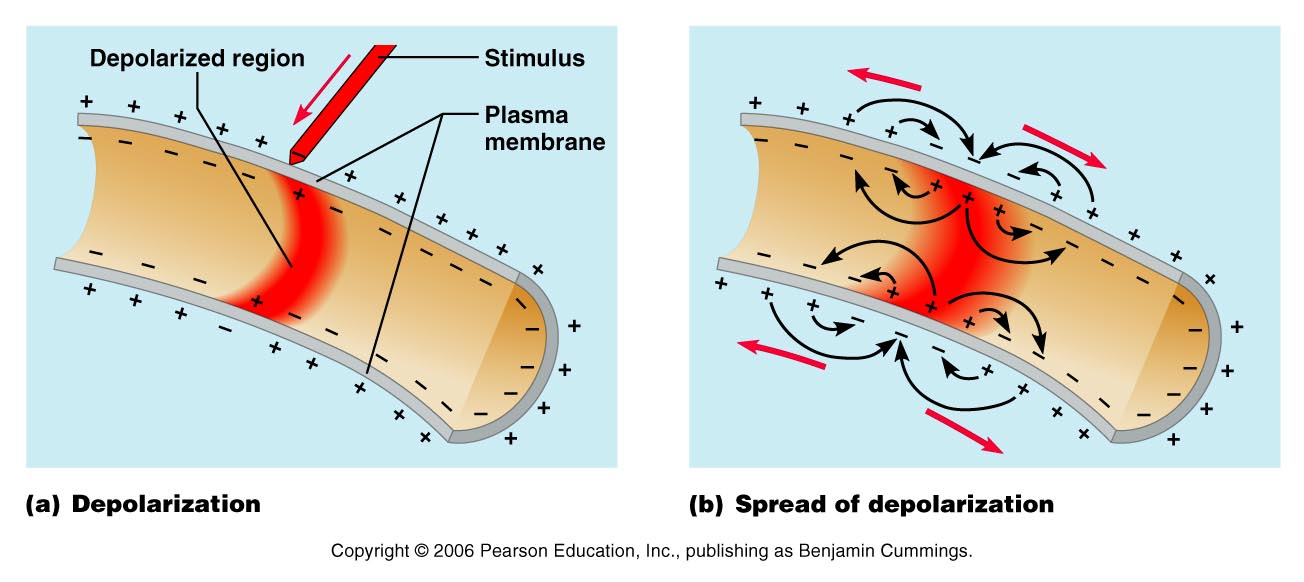 Depolarized region
Stimulus
Plasma
membrane
(a) Depolarization
(b) Spread of depolarization
Copyright © 2006 Pearson Education, Inc., publishing as Benjamin Cummings.